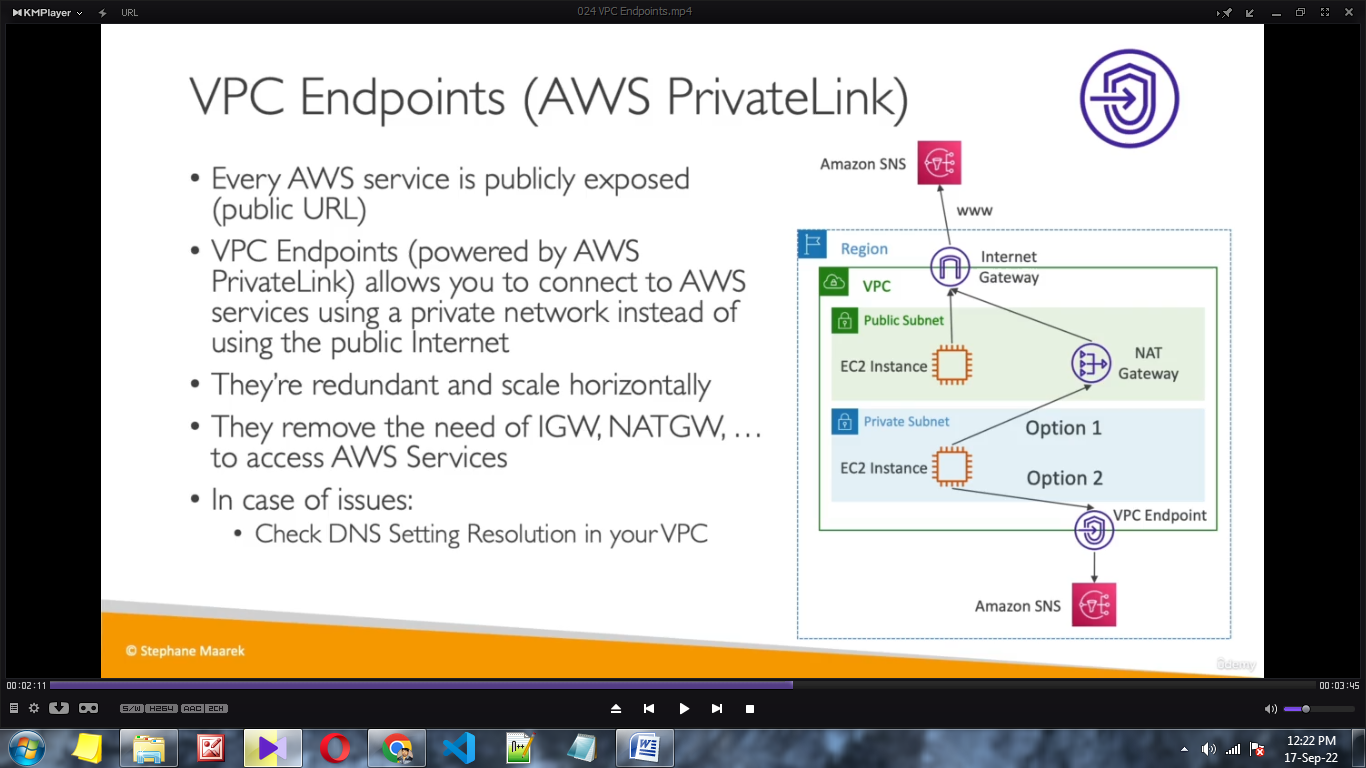 KMPlayer
URL
024 VPC Endpoints.mp4
VPC Endpoints (AWS PrivateLink)
• Every AWS service is publicly exposed
(public URL)
• VPC Endpoints (powered by AWS
PrivateLink) allows you to connect to AWS
services using a private network instead of
using the public Internet
• They're redundant and scale horizontally
• They remove the need of IGW, NATGW, …
to access AWS Services
• In case of issues:
• Check DNS Setting Resolution in your VPC
Amazon SNS
www
Region
Internet
Gateway
VPC
Public Subnet
EC2 Instance
NAT
Gateway
Private Subnet
Option 1
EC2 Instance
Option 2
VPC Endpoint
Amazon SNS
© Stephane Maarek
ûdemy
00:02:11
00:03:45
S/W H264 AAC 2CH
12:22 PM
17-Sep-22